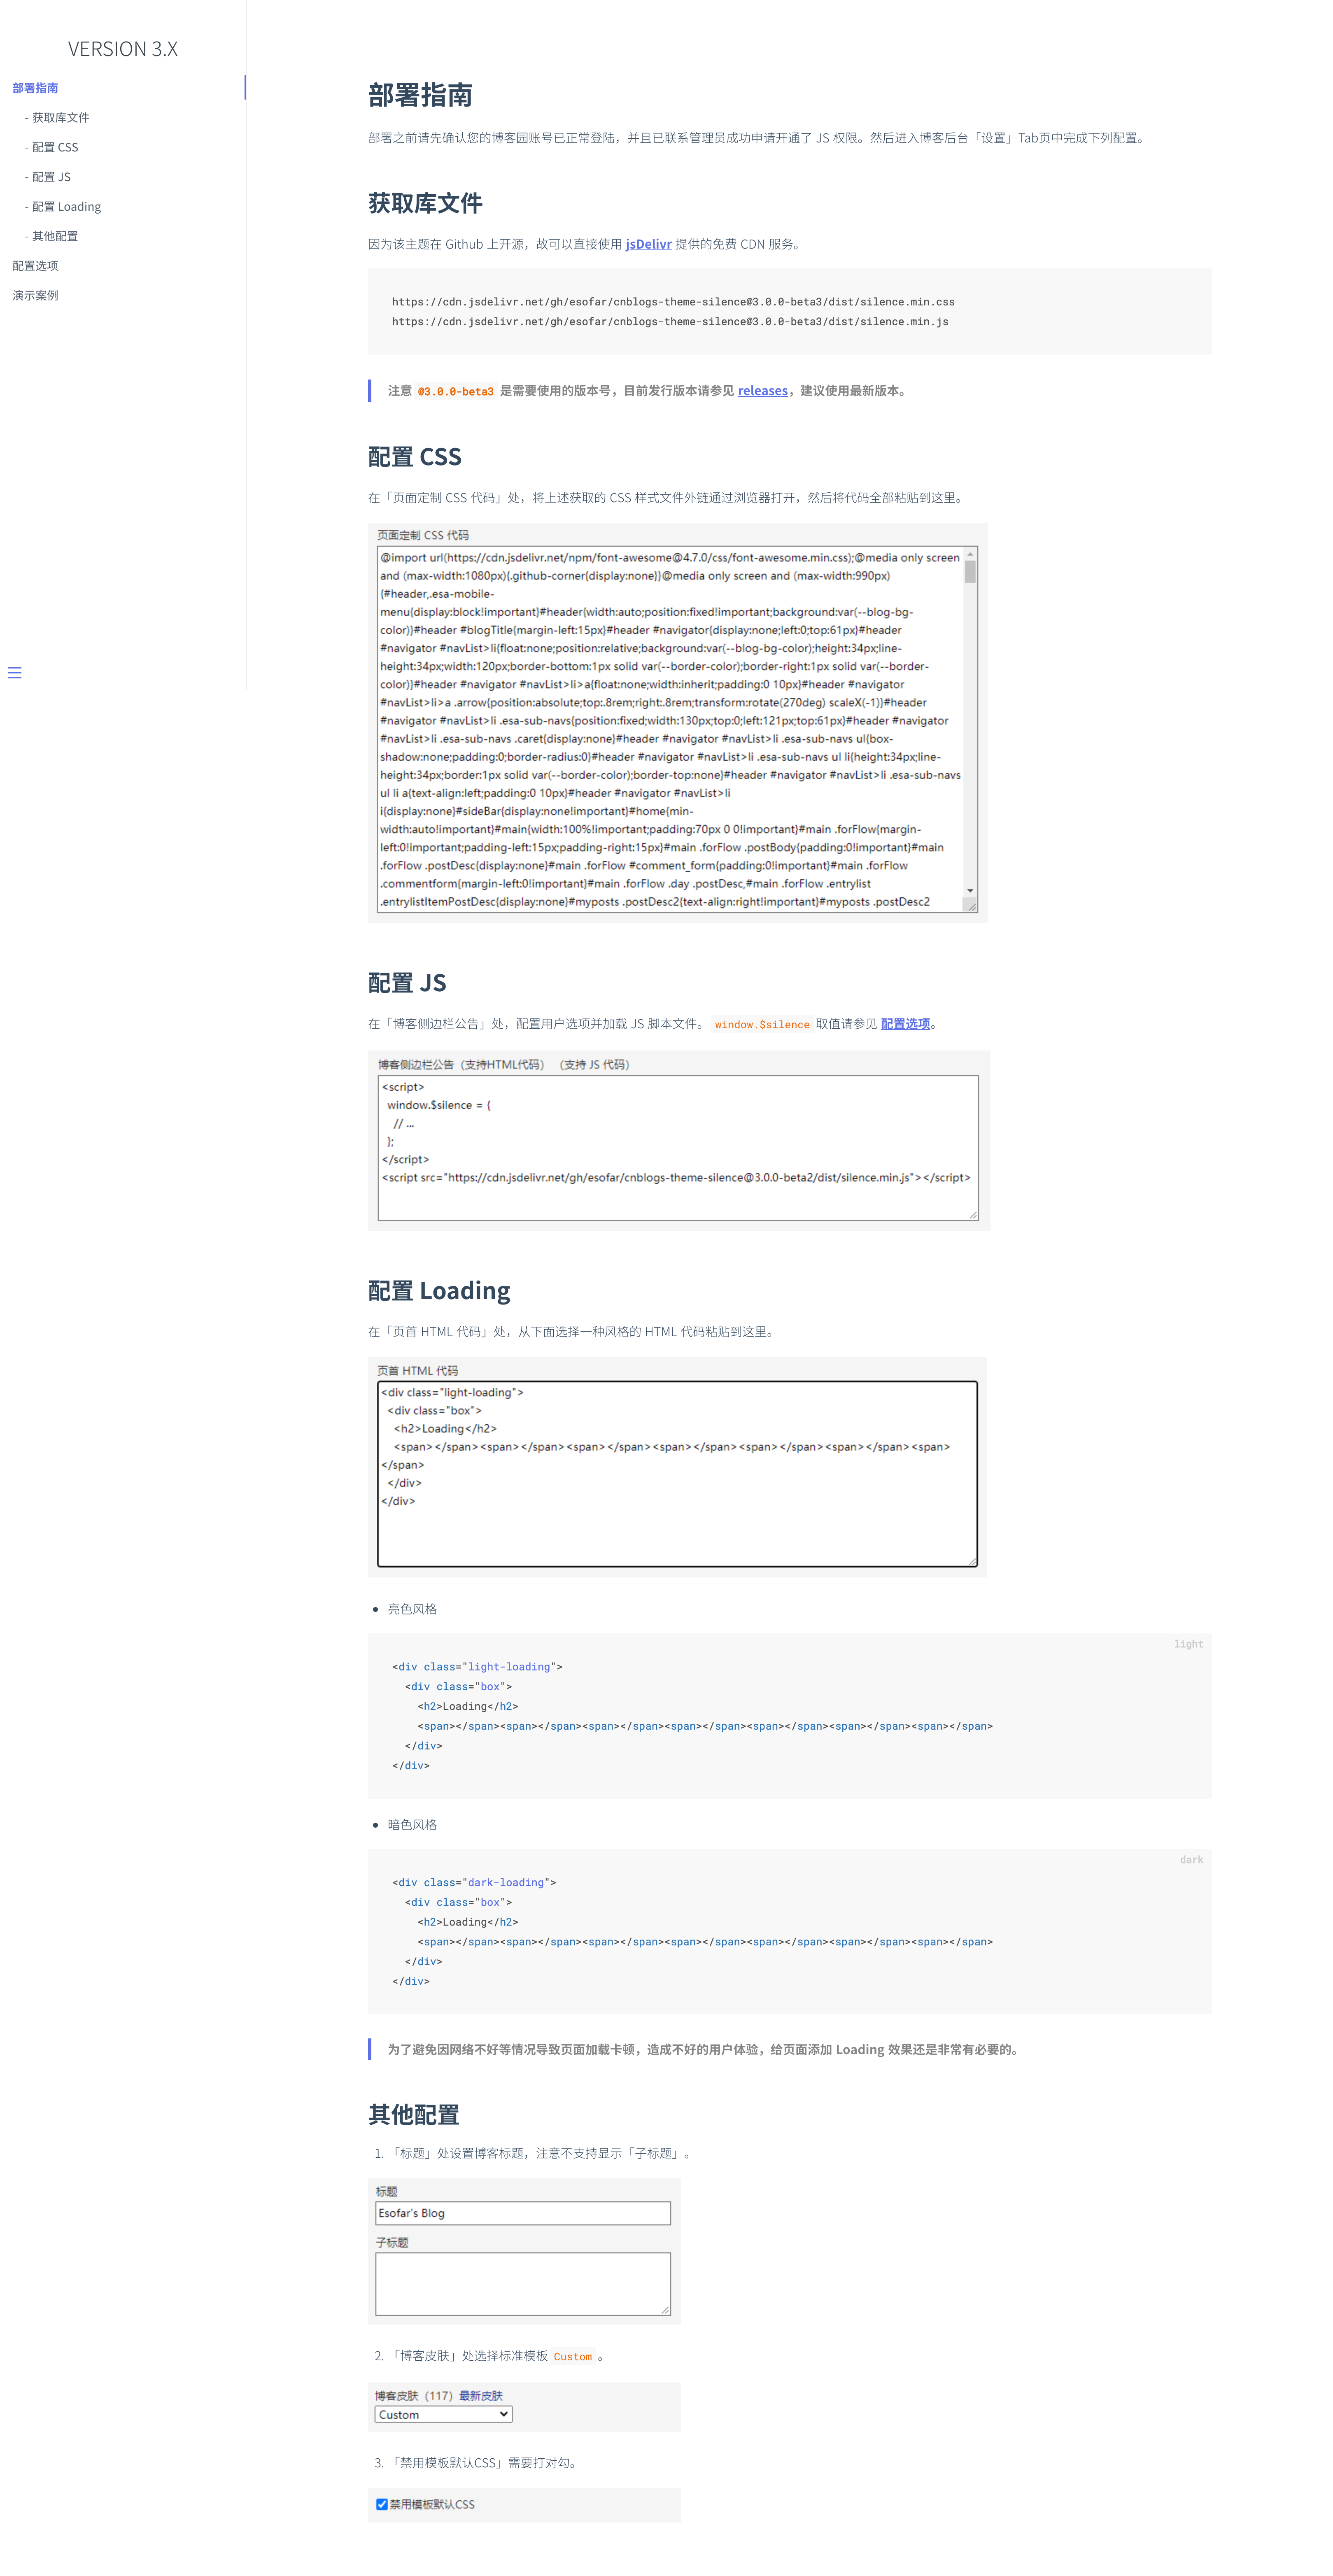 VERSION 3.X
部署指南
- 获取库文件
- 配置 CSS
- 配置 JS
- 配置 Loading
- 其他配置
配置选项
演示案例
部署指南
部署之前请先确认您的博客园账号已正常登陆，并且已联系管理员成功申请开通了 JS 权限。然后进入博客后台「设置」Tab页中完成下列配置。
获取库文件
因为该主题在 Github 上开源，故可以直接使用 jsDelivr 提供的免费 CDN 服务。
https://cdn.jsdelivr.net/gh/esofar/cnblogs-theme-silence@3.0.0-beta3/dist/silence.min.css
https://cdn.jsdelivr.net/gh/esofar/cnblogs-theme-silence@3.0.0-beta3/dist/silence.min.js
注意 @3.0.0-beta3 是需要使用的版本号，目前发行版本请参见 releases，建议使用最新版本。
配置 CSS
在「页面定制 CSS 代码」处，将上述获取的 CSS 样式文件外链通过浏览器打开，然后将代码全部粘贴到这里。
页面定制 CSS 代码
@import url(https://cdn.jsdelivr.net/npm/font-awesome@4.7.0/css/font-awesome.min.css);@media only screen
and (max-width:1080px){.github-corner{display:none}}@media only screen and (max-width:990px)
{#header,.esa-mobile-
menu{display:block!important}#header{width:auto;position:fixed!important;background:var(--blog-bg-
color)}#header #blogTitle{margin-left:15px}#header #navigator{display:none;left:0;top:61px}#header
#navigator #navList>li{float:none;position:relative;background:var(--blog-bg-color);height:34px;line-
height:34px;width:120px;border-bottom:1px solid var(--border-color);border-right:1px solid var(--border-
color)}#header #navigator #navList>li>a{float:none;width:inherit;padding:0 10px}#header #navigator
#navList>li>a .arrow{position:absolute;top:.8rem;right:.8rem;transform:rotate(270deg) scaleX(-1)}#header
#navigator #navList>li .esa-sub-navs{position:fixed;width:130px;top:0;left:121px;top:61px}#header #navigator
#navList>li .esa-sub-navs .caret{display:none}#header #navigator #navList>li .esa-sub-navs ul{box-
shadow:none;padding:0;border-radius:0}#header #navigator #navList>li .esa-sub-navs ul li{height:34px;line-
height:34px;border:1px solid var(--border-color);border-top:none}#header #navigator #navList>li .esa-sub-navs
ul li a{text-align:left;padding:0 10px}#header #navigator #navList>li
i{display:none}#sideBar{display:none!important}#home{min-
width:auto!important}#main{width:100%!important;padding:70px 0 0!important}#main .forFlow{margin-
left:0!important;padding-left:15px;padding-right:15px}#main .forFlow .postBody{padding:0!important}#main
.forFlow .postDesc{display:none}#main .forFlow #comment_form{padding:0!important}#main .forFlow
.commentform{margin-left:0!important}#main .forFlow .day .postDesc,#main .forFlow .entrylist
.entrylistItemPostDesc{display:none}#myposts .postDesc2{text-align:right!important}#myposts .postDesc2
配置 JS
在「博客侧边栏公告」处，配置用户选项并加载 JS 脚本文件。 window.$silence 取值请参见 配置选项。
博客侧边栏公告（支持HTML代码） （支持 JS 代码）
<script>
window.$silence = {
// ...
};
</script>
<script src="https://cdn.jsdelivr.net/gh/esofar/cnblogs-theme-silence@3.0.0-beta2/dist/silence.min.js"></script>
配置 Loading
在「页首 HTML 代码」处，从下面选择一种风格的 HTML 代码粘贴到这里。
页首 HTML 代码
<div class="light-loading">
<div class="box">
<h2>Loading</h2>
<span></span><span></span><span></span><span></span><span></span><span></span><span>
</span>
</div>
</div>
亮色风格
light
<div class="light-loading">
<div class="box">
<h2>Loading</h2>
<span></span><span></span><span></span><span></span><span></span><span></span><span></span>
</div>
</div>
暗色风格
dark
<div class="dark-loading">
<div class="box">
<h2>Loading</h2>
<span></span><span></span><span></span><span></span><span></span><span></span><span></span>
</div>
</div>
为了避免因网络不好等情况导致页面加载卡顿，造成不好的用户体验，给页面添加 Loading 效果还是非常有必要的。
其他配置
1. 「标题」处设置博客标题，注意不支持显示「子标题」。
标题
Esofar's Blog
子标题
2. 「博客皮肤」处选择标准模板 Custom 。
博客皮肤（117）最新皮肤
Custom
3. 「禁用模板默认CSS」需要打对勾。
禁用模板默认CSS